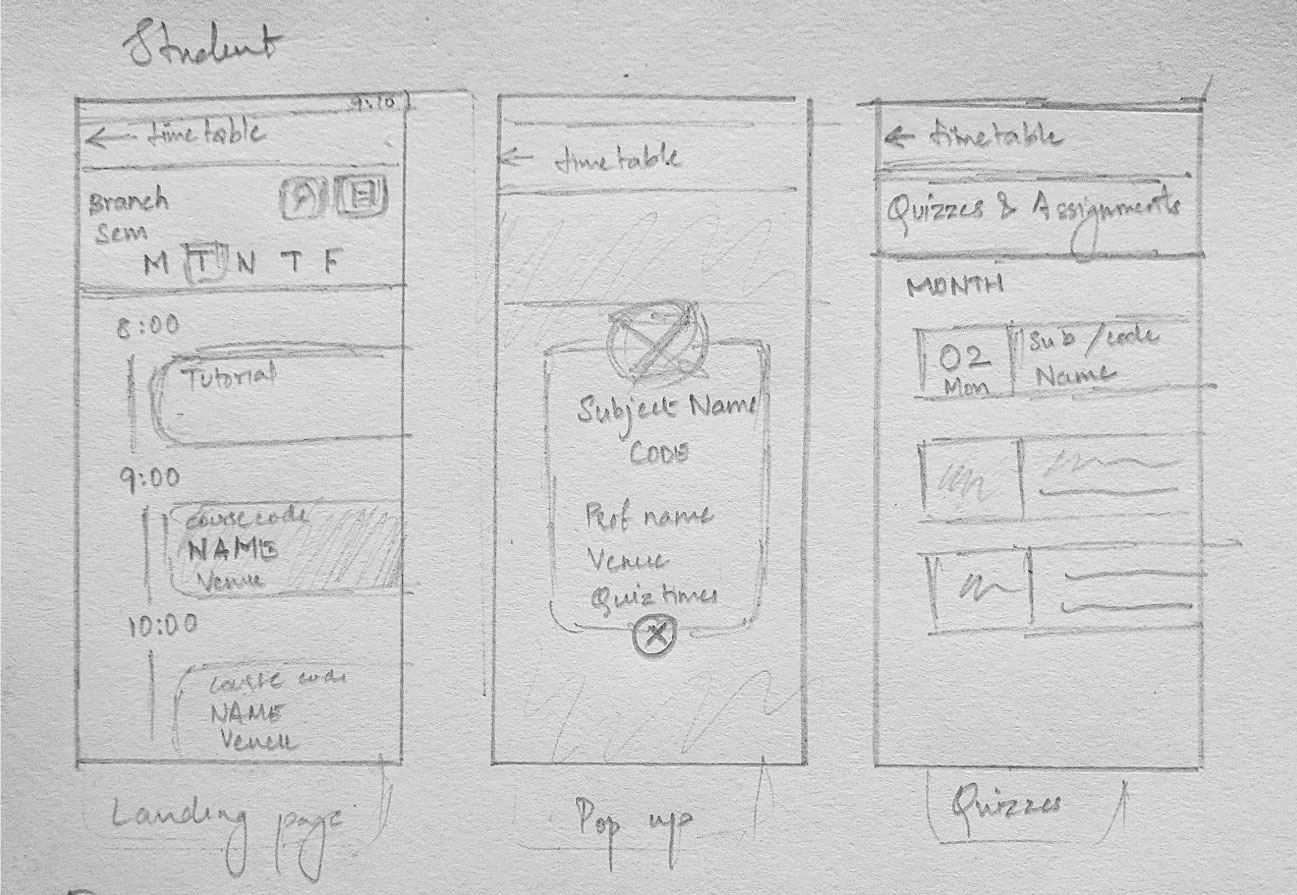 Student
9:10
← timetable
Branch
Sem
M T N T F
8:00
Tutorial
9:00
course code
NAME
Venue
10:00
course code
NAME
Venue
Landing page
← timetable
Subject Name
CODE
Prof name
Venue
Quiz times
X
Pop up
← timetable
Quizzes & Assignments
MONTH
02
Mon
Sub / code
Name
Quizzes